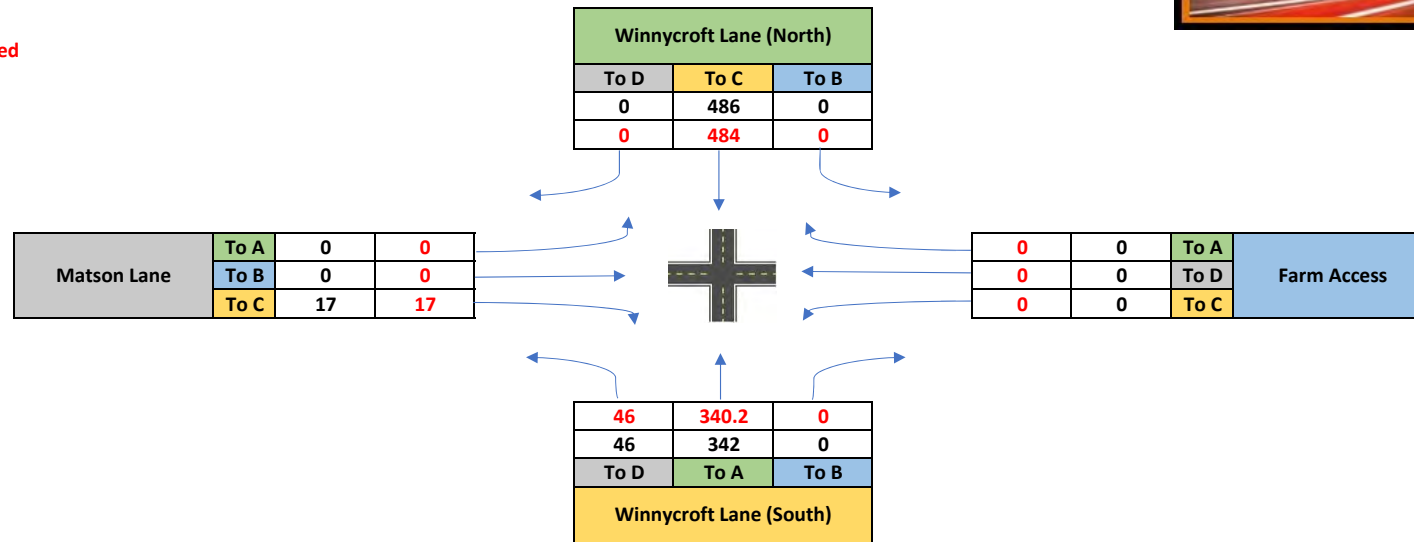 Winnycroft Lane (North)
ed
To D To C To B
0 486 0
0 484 0
To A 0 0
Matson Lane To B 0 0
To C 17 17
0 0 To A
0 0 To D Farm Access
0 0 To C
46 340.2 0
46 342 0
To D To A To B
Winnycroft Lane (South)